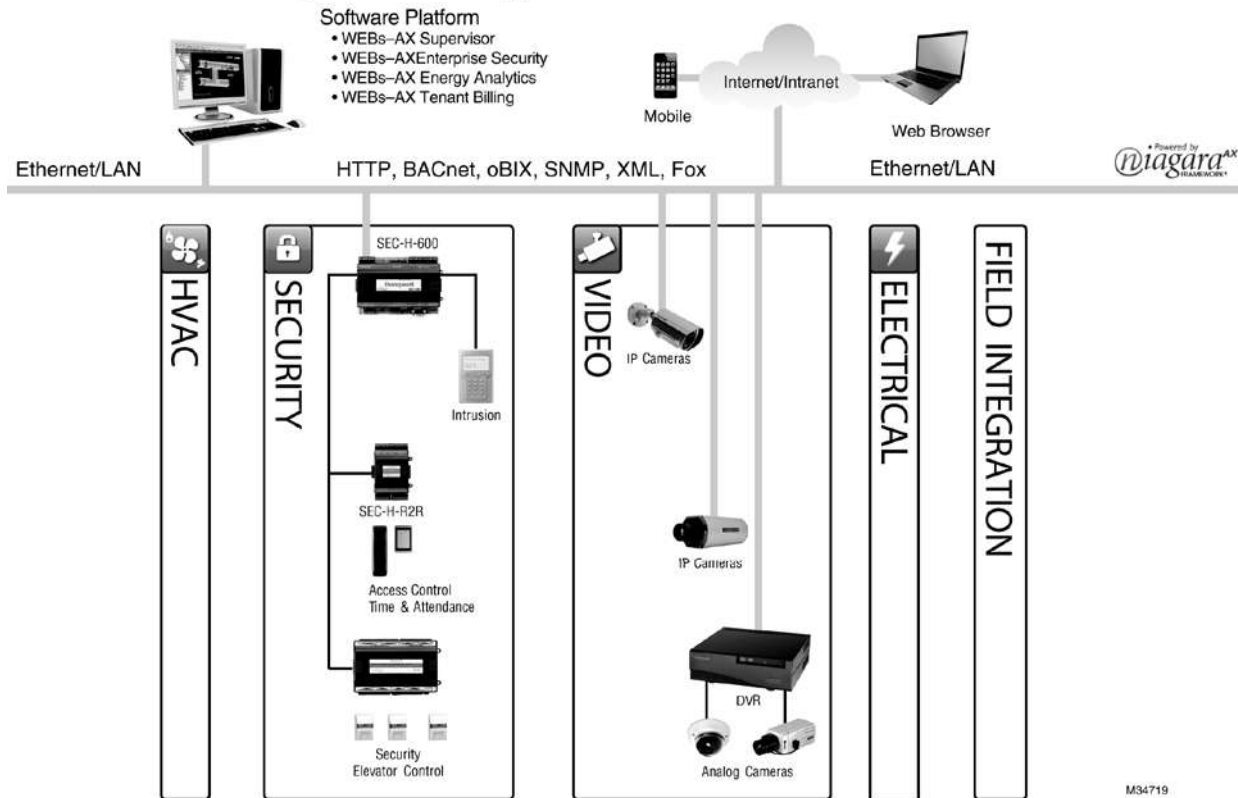 Software Platform
• WEBs–AX Supervisor
• WEBs–AXEnterprise Security
• WEBs–AX Energy Analytics
• WEBs–AX Tenant Billing
Internet/Intranet
Mobile
Web Browser
Ethernet/LAN
HTTP, BACnet, oBIX, SNMP, XML, Fox
Ethernet/LAN
Powered by
niagaraAX
FRAMEWORK®
HVAC
SECURITY
SEC-H-600
Intrusion
SEC-H-R2R
Access Control
Time & Attendance
Security
Elevator Control
VIDEO
IP Cameras
IP Cameras
DVR
Analog Cameras
ELECTRICAL
FIELD INTEGRATION
M34719